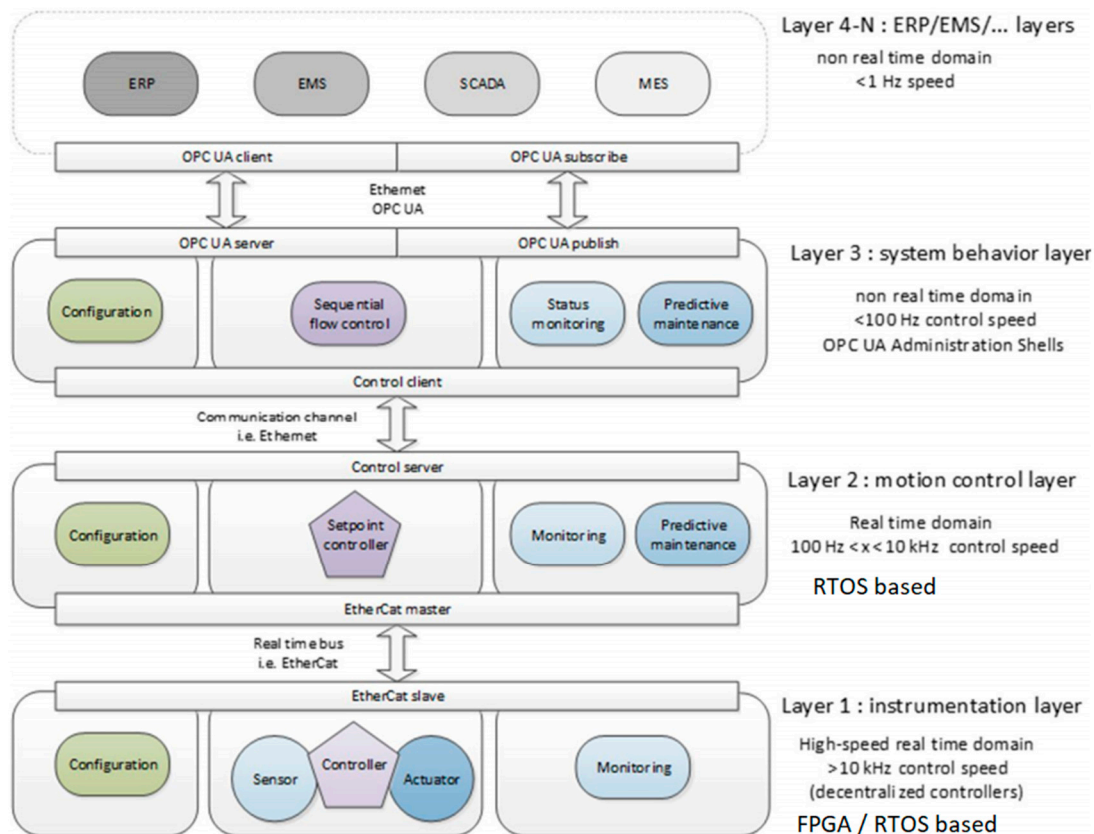 Layer 4-N : ERP/EMS/... layers
non real time domain
<1 Hz speed
ERP
EMS
SCADA
MES
OPC UA client
OPC UA subscribe
Ethernet
OPC UA
OPC UA server
OPC UA publish
Layer 3 : system behavior layer
non real time domain
<100 Hz control speed
OPC UA Administration Shells
Configuration
Sequential
flow control
Status
monitoring
Predictive
maintenance
Control client
Communication channel
i.e. Ethernet
Control server
Layer 2 : motion control layer
Real time domain
100 Hz < x < 10 kHz control speed
RTOS based
Configuration
Setpoint
controller
Monitoring
Predictive
maintenance
EtherCat master
Real time bus
i.e. EtherCat
EtherCat slave
Layer 1 : instrumentation layer
High-speed real time domain
>10 kHz control speed
(decentralized controllers)
FPGA / RTOS based
Configuration
Sensor
Controller
Actuator
Monitoring